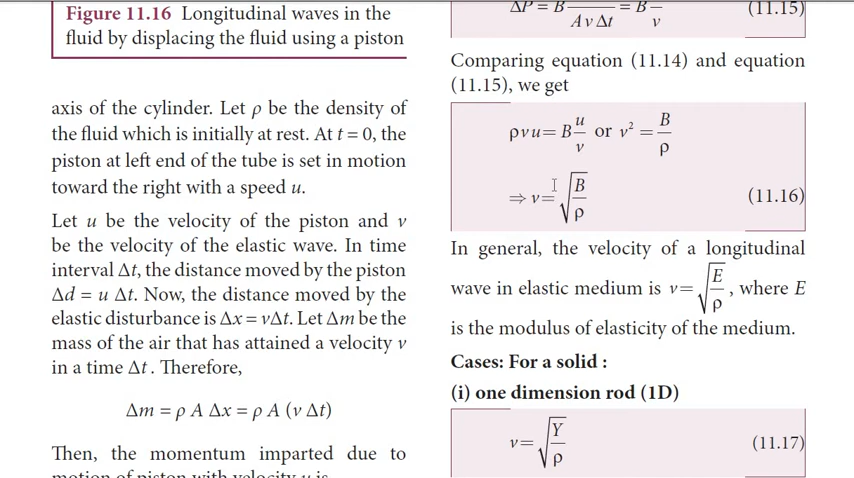 Figure 11.16 Longitudinal waves in the
fluid by displacing the fluid using a piston
axis of the cylinder. Let ρ be the density of
the fluid which is initially at rest. At t = 0, the
piston at left end of the tube is set in motion
toward the right with a speed u.
Let u be the velocity of the piston and v
be the velocity of the elastic wave. In time
interval Δt, the distance moved by the piston
Δd = u Δt. Now, the distance moved by the
elastic disturbance is Δx = vΔt. Let Δm be the
mass of the air that has attained a velocity v
in a time Δt. Therefore,
Δm = ρ A Δx = ρ A (v Δt)
Then, the momentum imparted due to
motion of piston with velocity u is
ΔP = B ―/(A v Δt) = B ―/v (11.15)
Comparing equation (11.14) and equation
(11.15), we get
ρvu = B u/v or v² = B/ρ
⇒ v = √(B/ρ) (11.16)
In general, the velocity of a longitudinal
wave in elastic medium is v = √(E/ρ), where E
is the modulus of elasticity of the medium.
Cases: For a solid :
(i) one dimension rod (1D)
v = √(Y/ρ) (11.17)